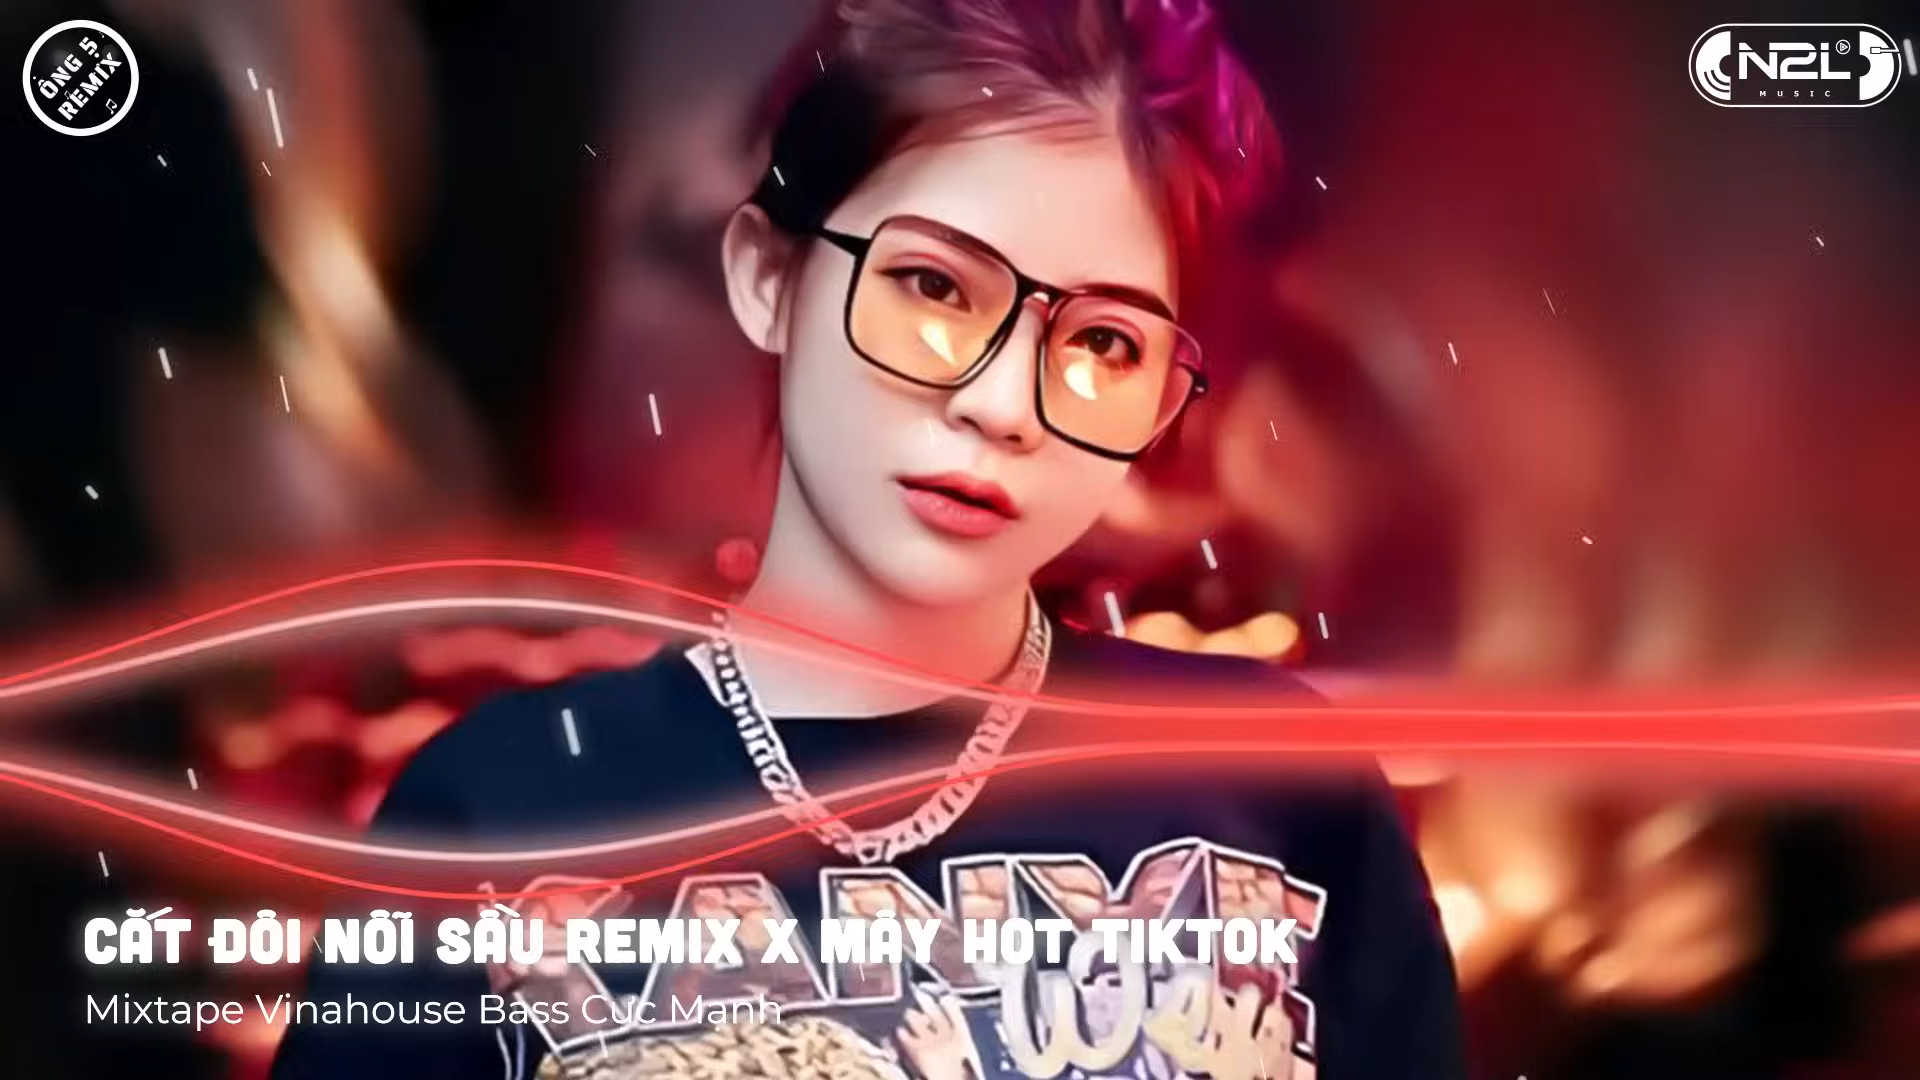 ÔNG 5
REMIX
N2L
MUSIC
CẮT ĐÔI NỖI SẦU REMIX X MÂY HOT TIKTOK
Mixtape Vinahouse Bass Cực Mạnh